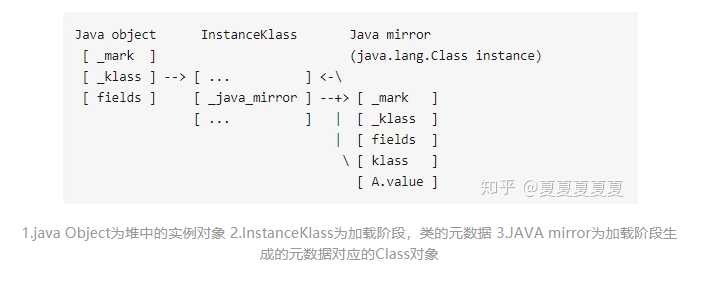 Java object      InstanceKlass       Java mirror
 [ _mark  ]                          (java.lang.Class instance)
 [ _klass ] --> [ ...          ] <-\
 [ fields ]     [ _java_mirror ] --+> [ _mark   ]
                [ ...          ]   |  [ _klass  ]
                                   |  [ fields  ]
                                    \ [ klass   ]
                                      [ A.value ]
知乎 @夏夏夏夏夏
1.java Object为堆中的实例对象 2.InstanceKlass为加载阶段，类的元数据 3.JAVA mirror为加载阶段生
成的元数据对应的Class对象